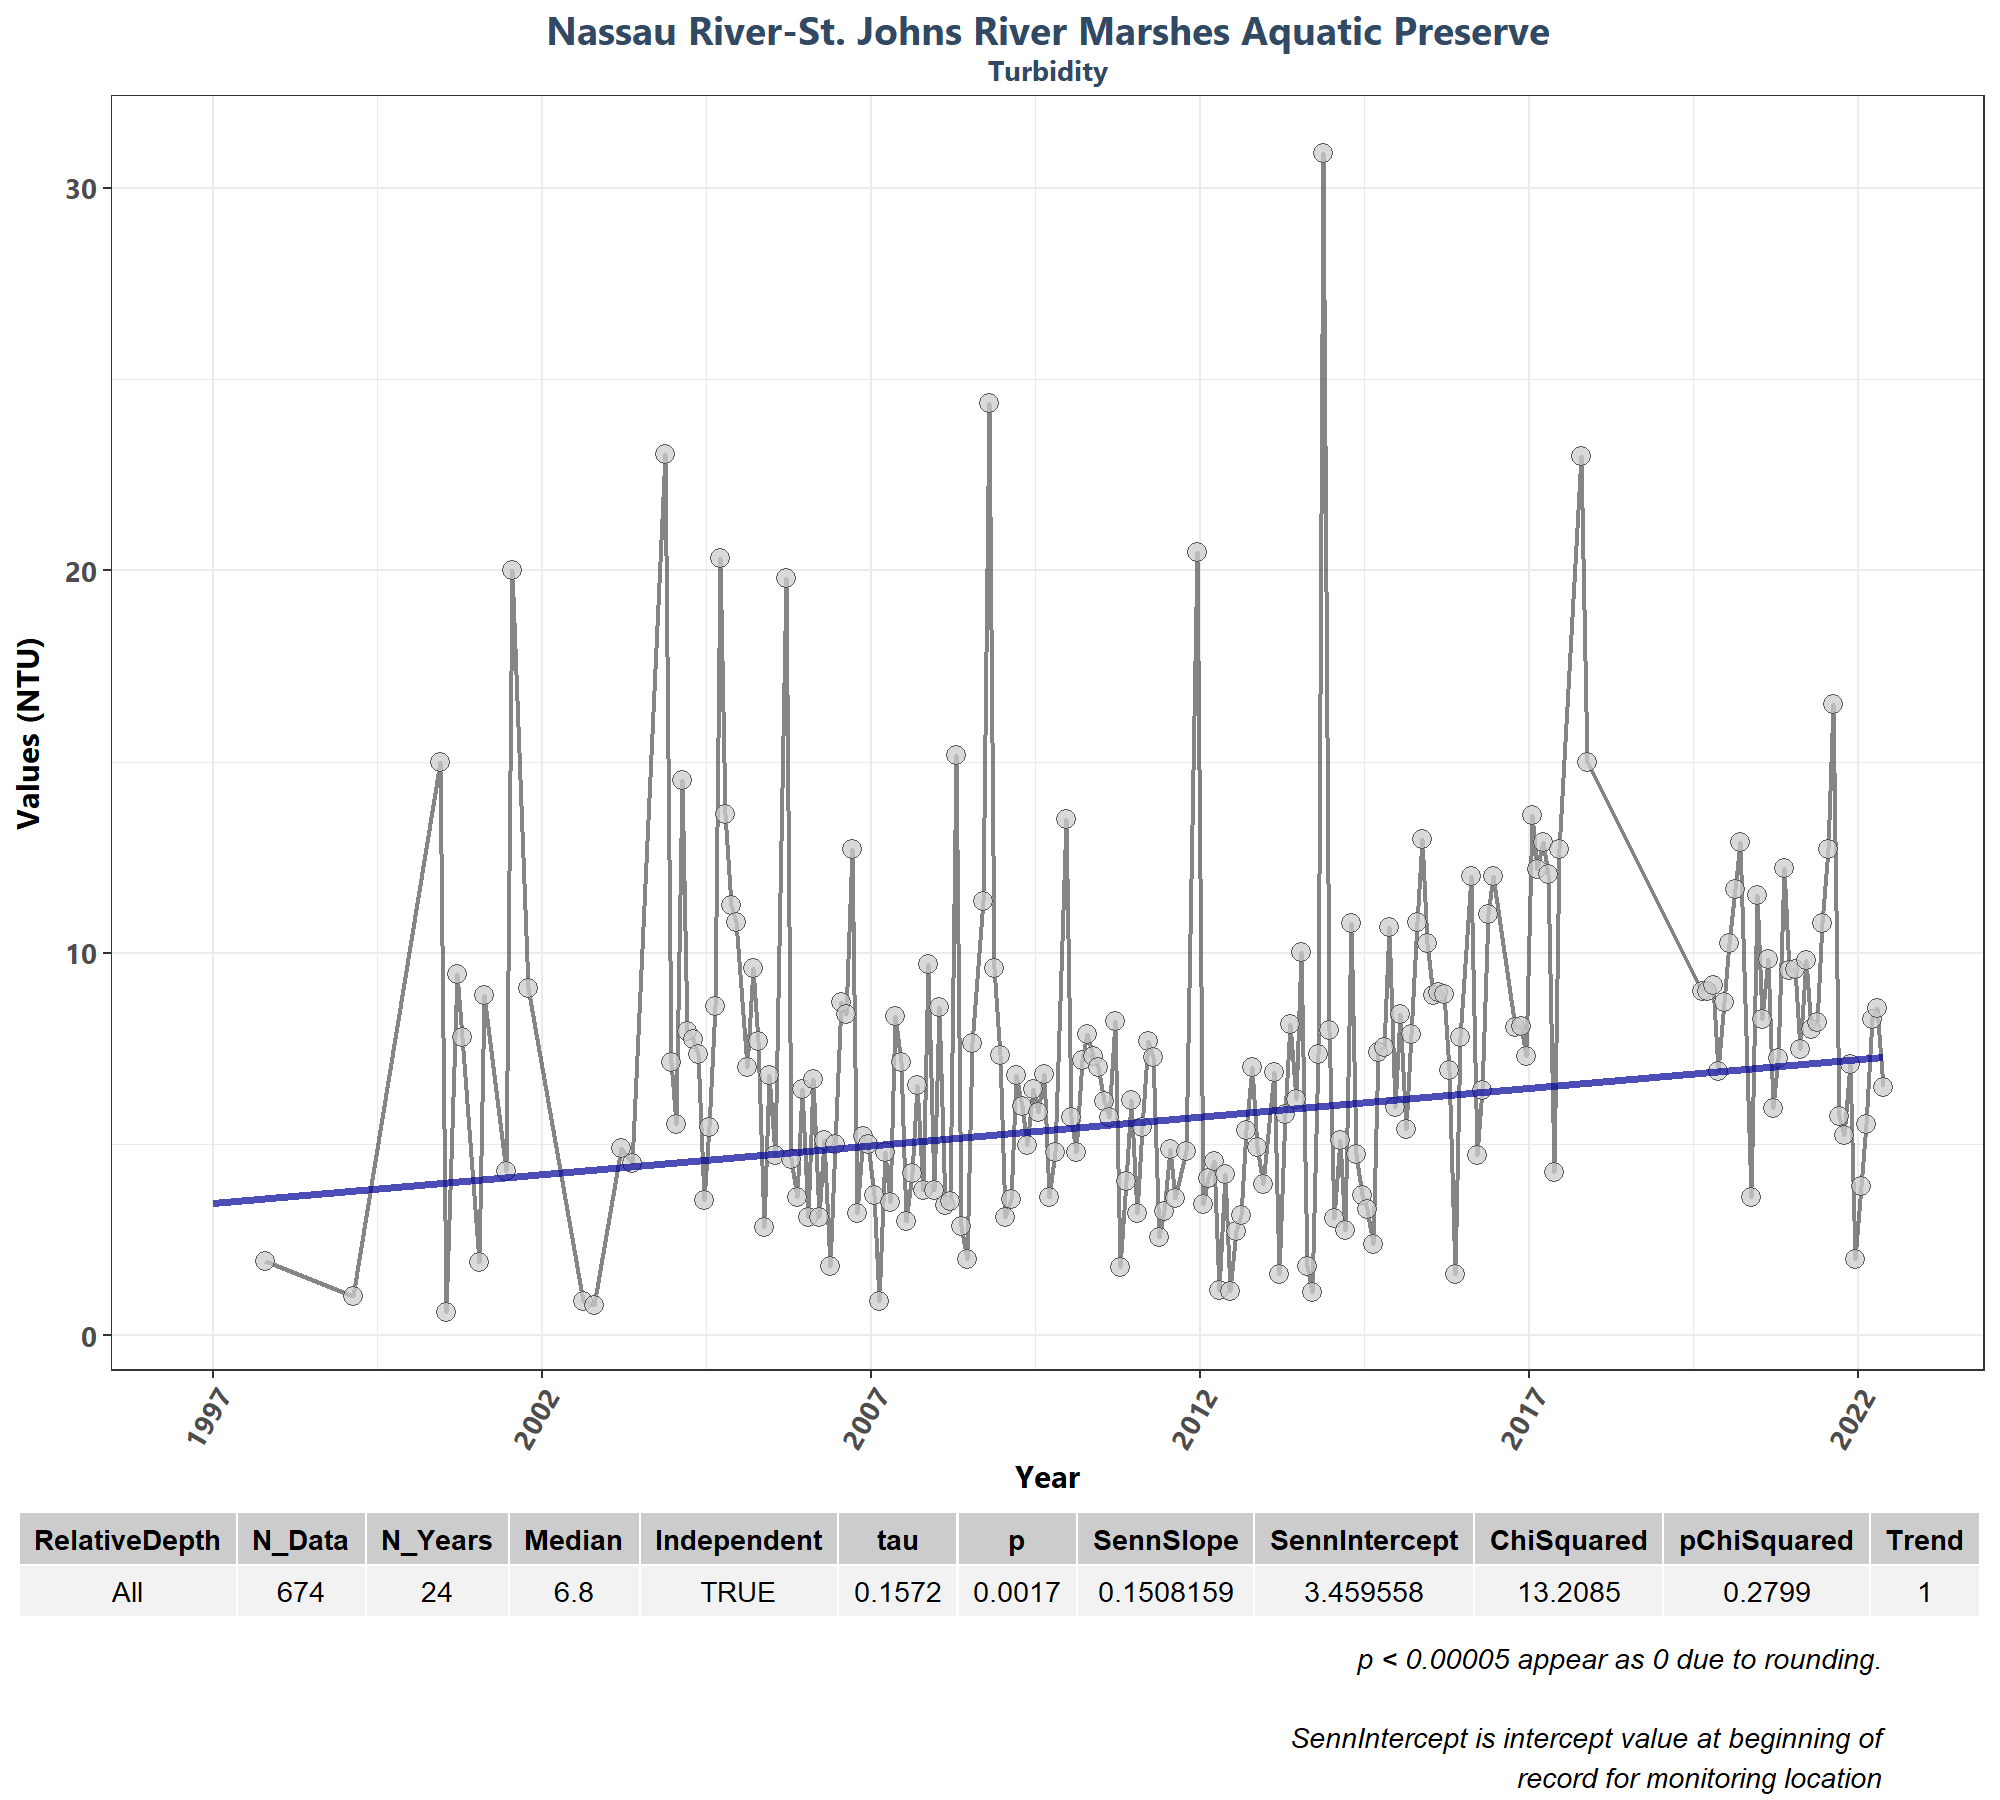 Nassau River-St. Johns River Marshes Aquatic Preserve
Turbidity
Values (NTU)
30
20
10
0
1997 2002 2007 2012 2017 2022
Year
RelativeDepth N_Data N_Years Median Independent tau p SennSlope SennIntercept ChiSquared pChiSquared Trend
All 674 24 6.8 TRUE 0.1572 0.0017 0.1508159 3.459558 13.2085 0.2799 1
p < 0.00005 appear as 0 due to rounding.
SennIntercept is intercept value at beginning of
record for monitoring location